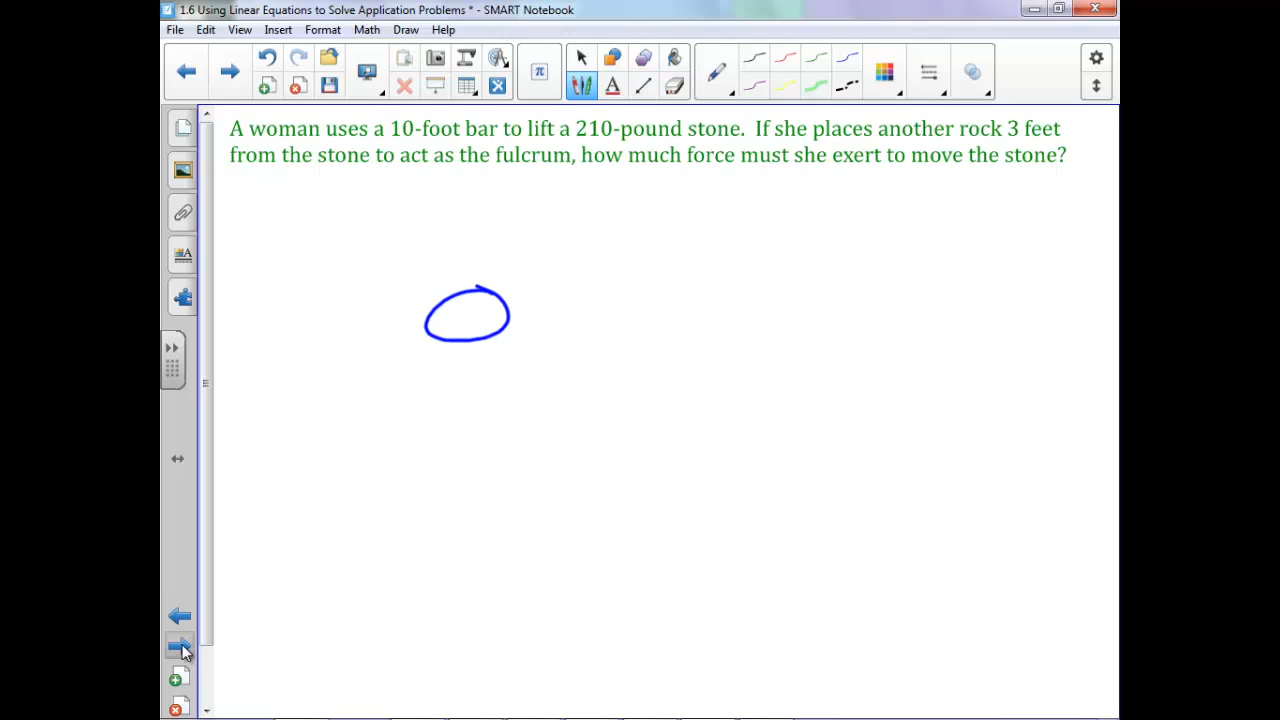 1.6 Using Linear Equations to Solve Application Problems * - SMART Notebook
File Edit View Insert Format Math Draw Help
π
A
A woman uses a 10-foot bar to lift a 210-pound stone. If she places another rock 3 feet
from the stone to act as the fulcrum, how much force must she exert to move the stone?
A